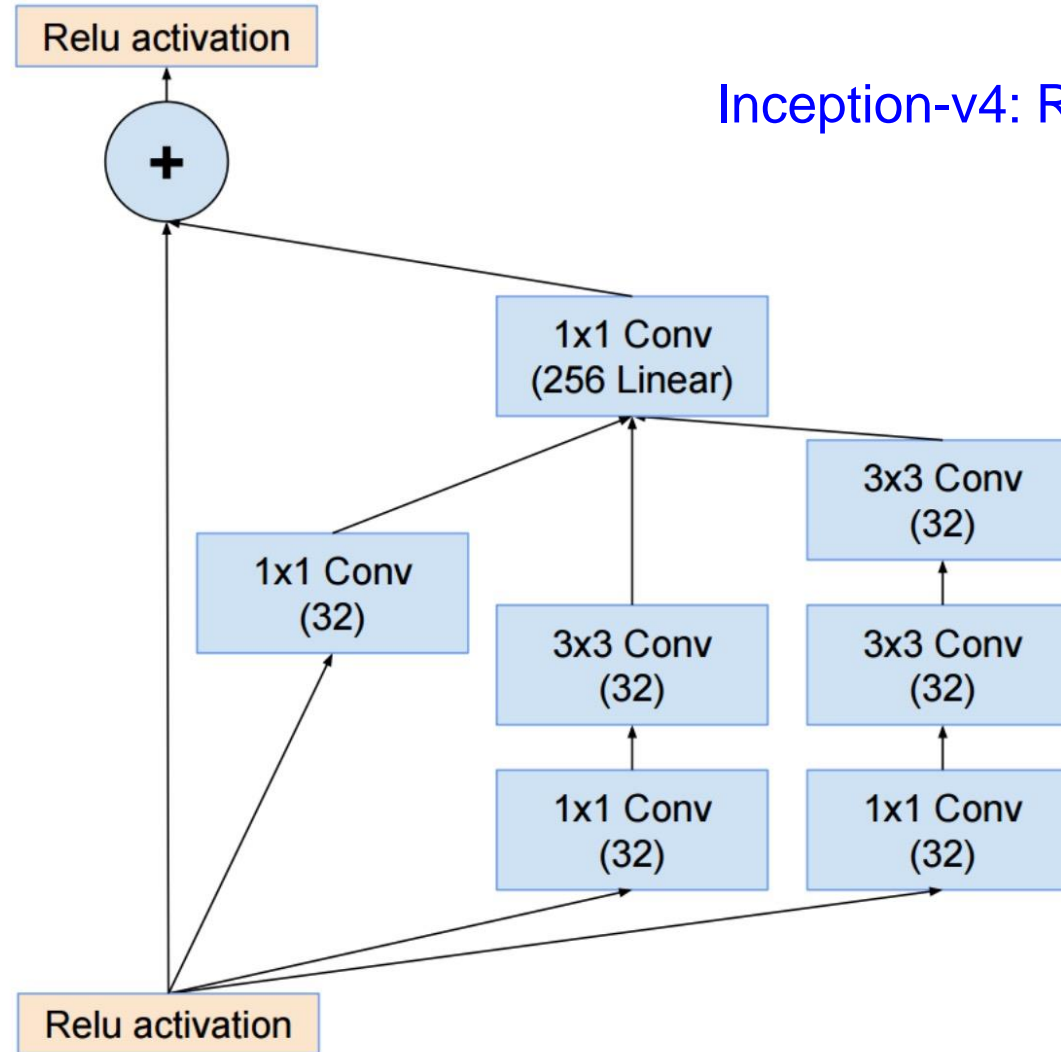 Relu activation
Inception-v4: R
+
1x1 Conv
(256 Linear)
3x3 Conv
(32)
1x1 Conv
(32)
3x3 Conv
(32)
3x3 Conv
(32)
1x1 Conv
(32)
1x1 Conv
(32)
Relu activation